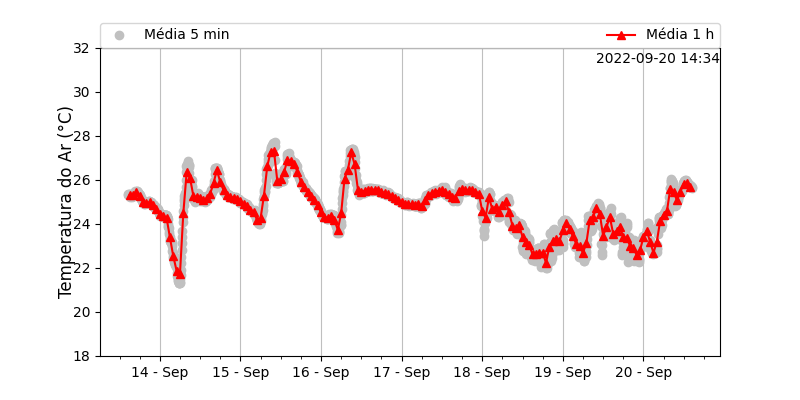 Média 5 min
Média 1 h
2022-09-20 14:34
Temperatura do Ar (°C)
32
30
28
26
24
22
20
18
14 - Sep
15 - Sep
16 - Sep
17 - Sep
18 - Sep
19 - Sep
20 - Sep